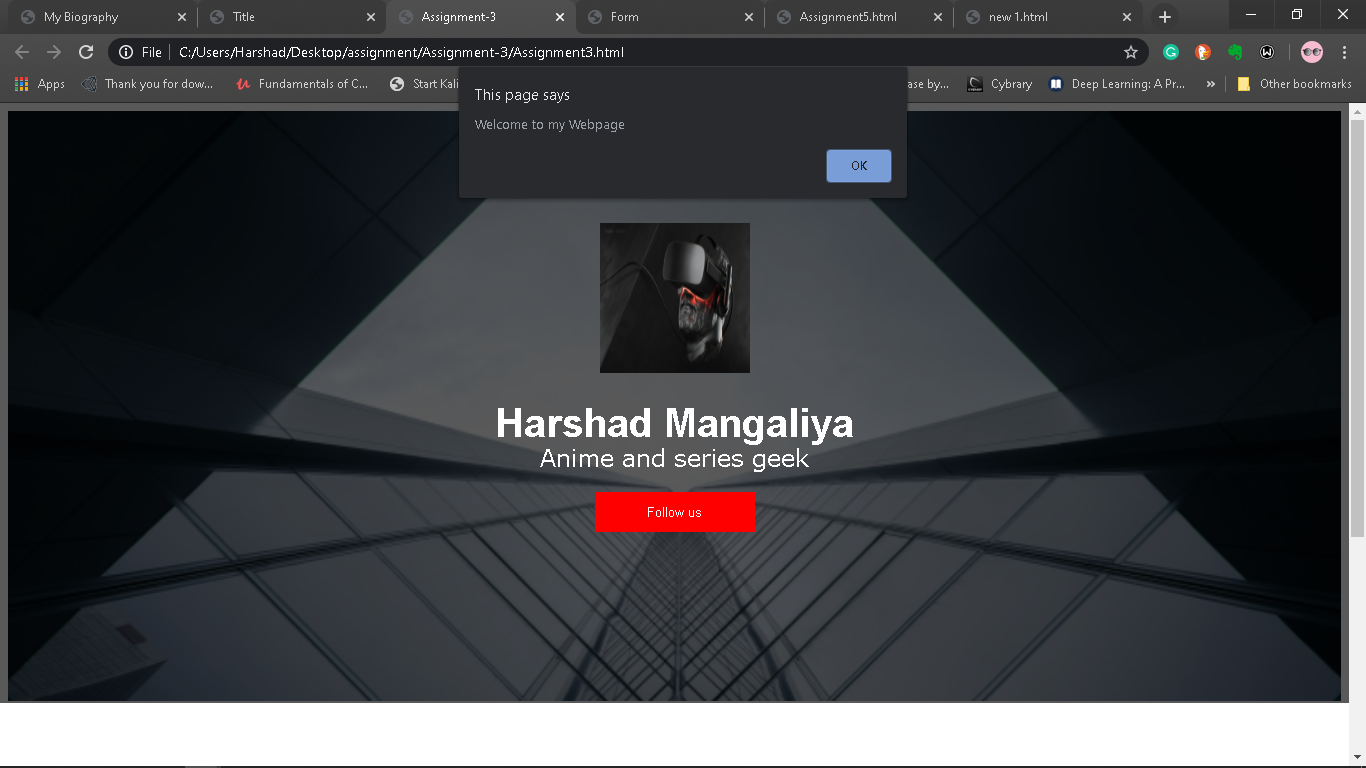 My Biography
Title
Assignment-3
Form
Assignment5.html
new 1.html
File C:/Users/Harshad/Desktop/assignment/Assignment-3/Assignment3.html
Apps Thank you for dow... Fundamentals of C... Start Kali ase by... Cybrary Deep Learning: A Pr... » Other bookmarks
This page says
Welcome to my Webpage
OK
Harshad Mangaliya
Anime and series geek
Follow us